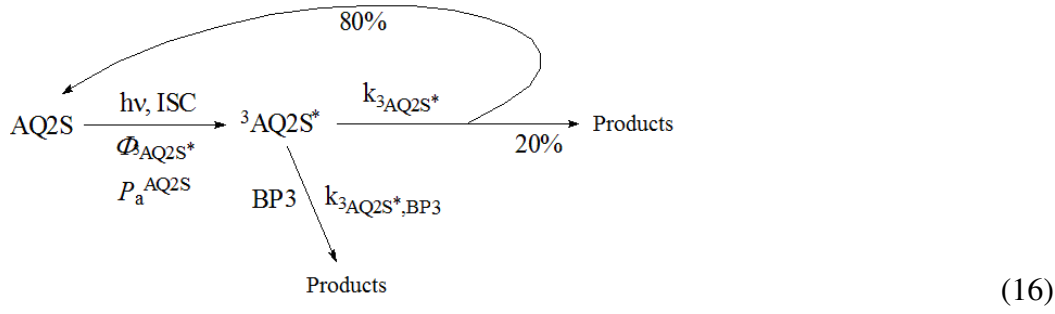 80%
hν, ISC
k₃AQ2S*
AQ2S
³AQ2S*
Products
Φ³AQ2S*
20%
PₐAQ2S
BP3
k₃AQ2S*,BP3
Products
(16)